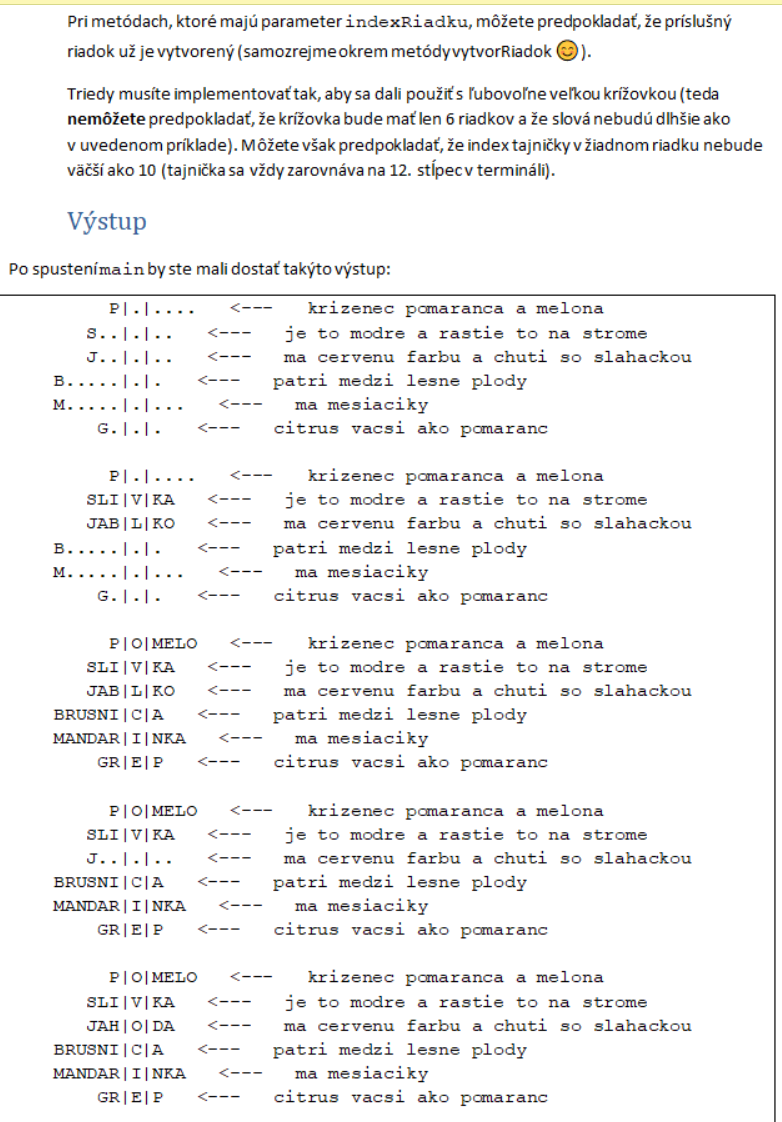 Pri metódach, ktoré majú parameter indexRiadku, môžete predpokladať, že príslušný
riadok už je vytvorený (samozrejme okrem metódy vytvorRiadok 😊).
Triedy musíte implementovať tak, aby sa dali použiť s ľubovoľne veľkou krížovkou (teda
nemôžete predpokladať, že krížovka bude mať len 6 riadkov a že slová nebudú dlhšie ako
v uvedenom príklade). Môžete však predpokladať, že index tajničky v žiadnom riadku nebude
väčší ako 10 (tajnička sa vždy zarovnáva na 12. stĺpec v termináli).
Výstup
Po spustení main by ste mali dostať takýto výstup:
P|.|....   <---   krizenec pomaranca a melona
S..|.|..   <---   je to modre a rastie to na strome
J..|.|..   <---   ma cervenu farbu a chuti so slahackou
B.....|.|.   <---   patri medzi lesne plody
M.....|.|...   <---   ma mesiaciky
G.|.|.   <---   citrus vacsi ako pomaranc
P|.|....   <---   krizenec pomaranca a melona
SLI|V|KA   <---   je to modre a rastie to na strome
JAB|L|KO   <---   ma cervenu farbu a chuti so slahackou
B.....|.|.   <---   patri medzi lesne plody
M.....|.|...   <---   ma mesiaciky
G.|.|.   <---   citrus vacsi ako pomaranc
P|O|MELO   <---   krizenec pomaranca a melona
SLI|V|KA   <---   je to modre a rastie to na strome
JAB|L|KO   <---   ma cervenu farbu a chuti so slahackou
BRUSNI|C|A   <---   patri medzi lesne plody
MANDAR|I|NKA   <---   ma mesiaciky
GR|E|P   <---   citrus vacsi ako pomaranc
P|O|MELO   <---   krizenec pomaranca a melona
SLI|V|KA   <---   je to modre a rastie to na strome
J..|.|..   <---   ma cervenu farbu a chuti so slahackou
BRUSNI|C|A   <---   patri medzi lesne plody
MANDAR|I|NKA   <---   ma mesiaciky
GR|E|P   <---   citrus vacsi ako pomaranc
P|O|MELO   <---   krizenec pomaranca a melona
SLI|V|KA   <---   je to modre a rastie to na strome
JAH|O|DA   <---   ma cervenu farbu a chuti so slahackou
BRUSNI|C|A   <---   patri medzi lesne plody
MANDAR|I|NKA   <---   ma mesiaciky
GR|E|P   <---   citrus vacsi ako pomaranc